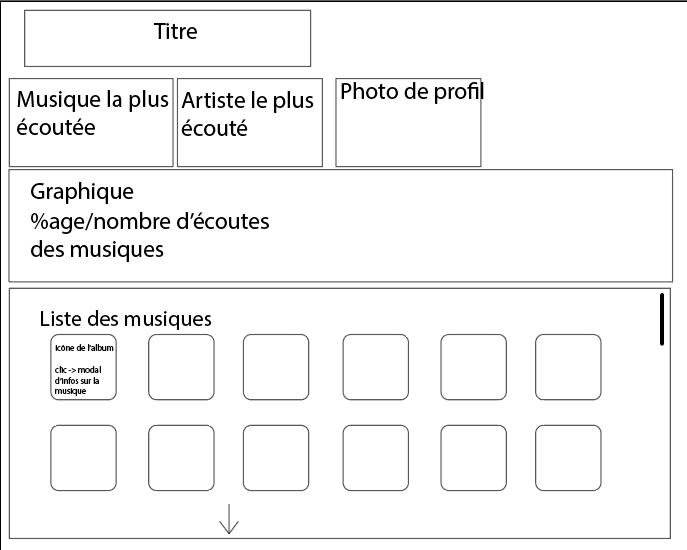 Titre
Musique la plus
écoutée
Artiste le plus
écouté
Photo de profil
Graphique
%age/nombre d'écoutes
des musiques
Liste des musiques
icône de l'album
clic -> modal
d'infos sur la
musique